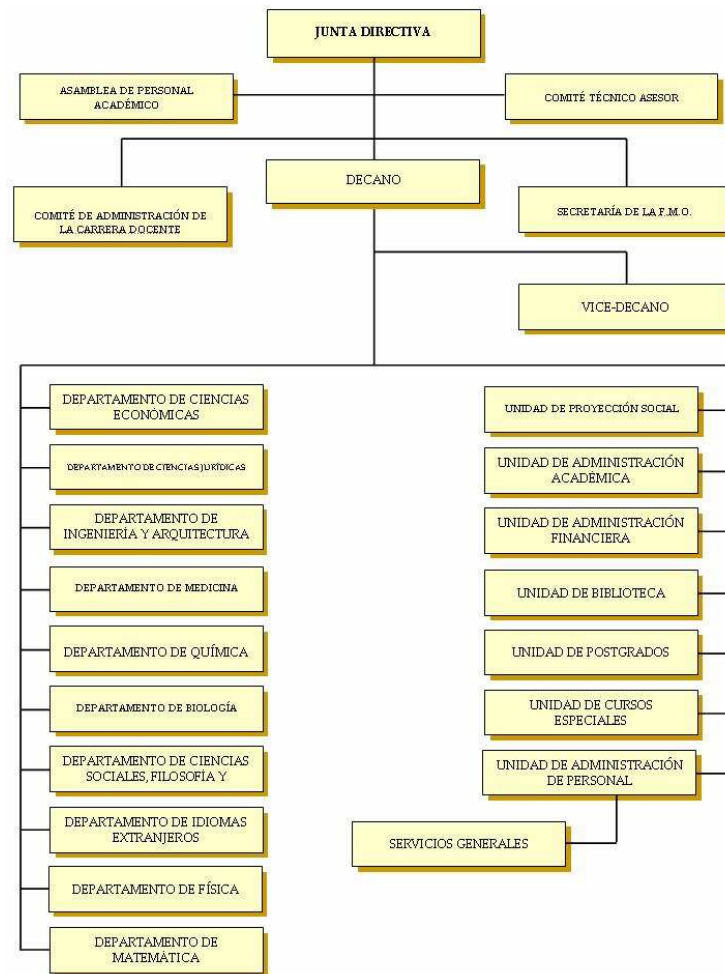 JUNTA DIRECTIVA
ASAMBLEA DE PERSONAL
ACADÉMICO
COMITÉ TÉCNICO ASESOR
DECANO
COMITÉ DE ADMINISTRACIÓN DE
LA CARRERA DOCENTE
SECRETARÍA DE LA F.M.O.
VICE-DECANO
DEPARTAMENTO DE CIENCIAS
ECONÓMICAS
DEPARTAMENTO DE CIENCIAS JURÍDICAS
DEPARTAMENTO DE
INGENIERÍA Y ARQUITECTURA
DEPARTAMENTO DE MEDICINA
DEPARTAMENTO DE QUÍMICA
DEPARTAMENTO DE BIOLOGÍA
DEPARTAMENTO DE CIENCIAS
SOCIALES, FILOSOFÍA Y
DEPARTAMENTO DE IDIOMAS
EXTRANJEROS
DEPARTAMENTO DE FÍSICA
DEPARTAMENTO DE
MATEMÁTICA
UNIDAD DE PROYECCIÓN SOCIAL
UNIDAD DE ADMINISTRACIÓN
ACADÉMICA
UNIDAD DE ADMINISTRACIÓN
FINANCIERA
UNIDAD DE BIBLIOTECA
UNIDAD DE POSTGRADOS
UNIDAD DE CURSOS
ESPECIALES
UNIDAD DE ADMINISTRACIÓN
DE PERSONAL
SERVICIOS GENERALES